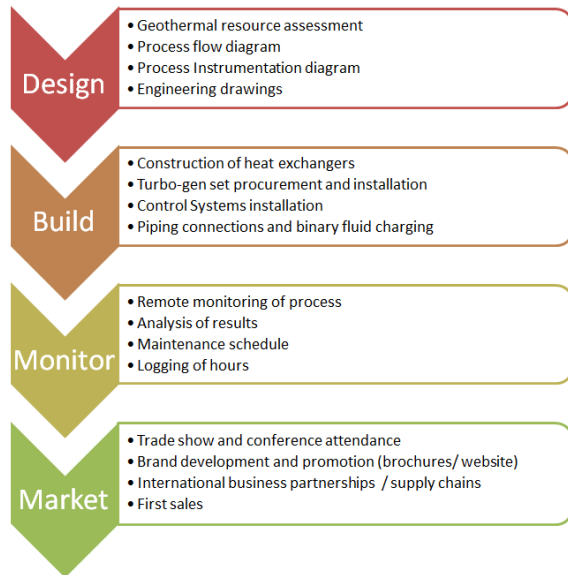 Design
• Geothermal resource assessment
• Process flow diagram
• Process Instrumentation diagram
• Engineering drawings
Build
• Construction of heat exchangers
• Turbo-gen set procurement and installation
• Control Systems installation
• Piping connections and binary fluid charging
Monitor
• Remote monitoring of process
• Analysis of results
• Maintenance schedule
• Logging of hours
Market
• Trade show and conference attendance
• Brand development and promotion (brochures/ website)
• International business partnerships / supply chains
• First sales